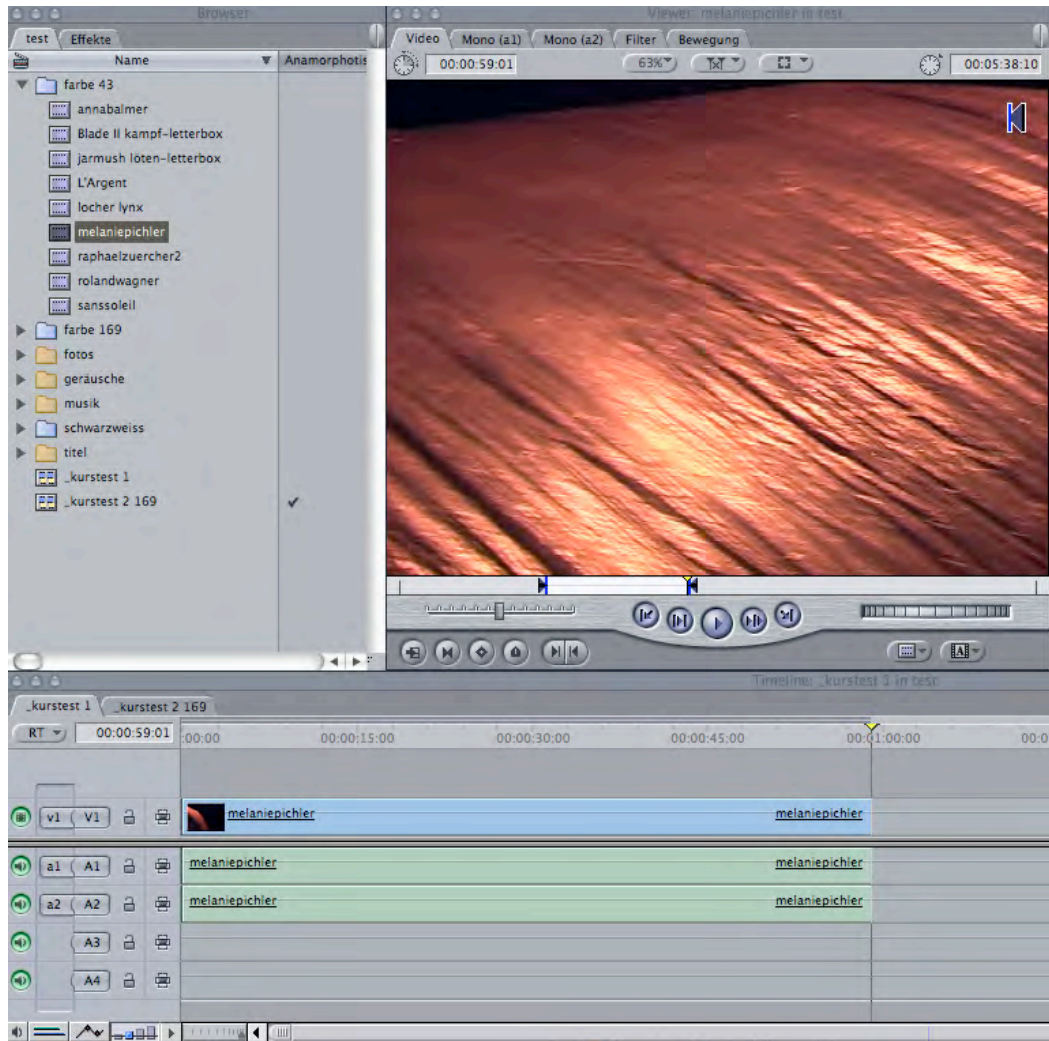 Browser
test Effekte
Name Anamorphotis
farbe 43
annabalmer
Blade II kampf-letterbox
jarmush löten-letterbox
L'Argent
locher lynx
melaniepichler
raphaelzuercher2
rolandwagner
sanssoleil
farbe 169
fotos
geräusche
musik
schwarzweiss
titel
_kurstest 1
_kurstest 2 169
Viewer: melaniepichler in test
Video Mono (a1) Mono (a2) Filter Bewegung
00:00:59:01 63% 00:05:38:10
Timeline: _kurstest 1 in test
_kurstest 1 _kurstest 2 169
RT 00:00:59:01 :00:00 00:00:15:00 00:00:30:00 00:00:45:00 00:01:00:00 00:0
v1 V1 melaniepichler melaniepichler
a1 A1 melaniepichler melaniepichler
a2 A2 melaniepichler melaniepichler
A3
A4